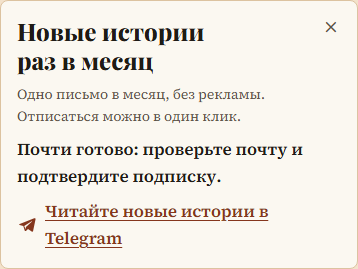 Новые истории
раз в месяц
Одно письмо в месяц, без рекламы.
Отписаться можно в один клик.
Почти готово: проверьте почту и
подтвердите подписку.
Читайте новые истории в
Telegram